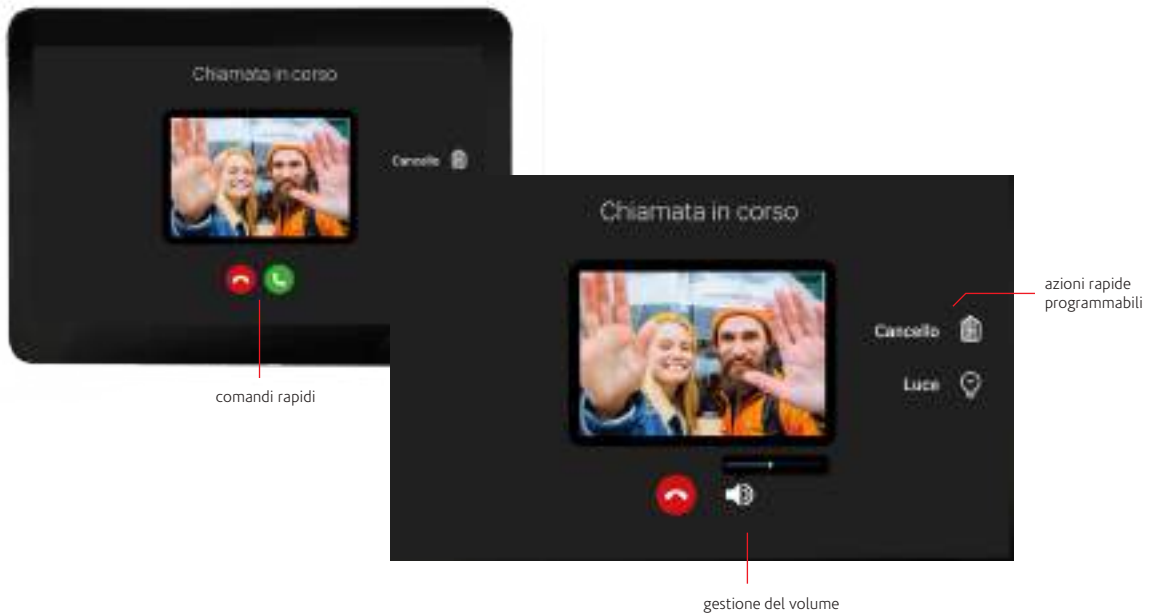 Chiamata in corso
Cancello
comandi rapidi
Chiamata in corso
Cancello
Luce
azioni rapide
programmabili
gestione del volume